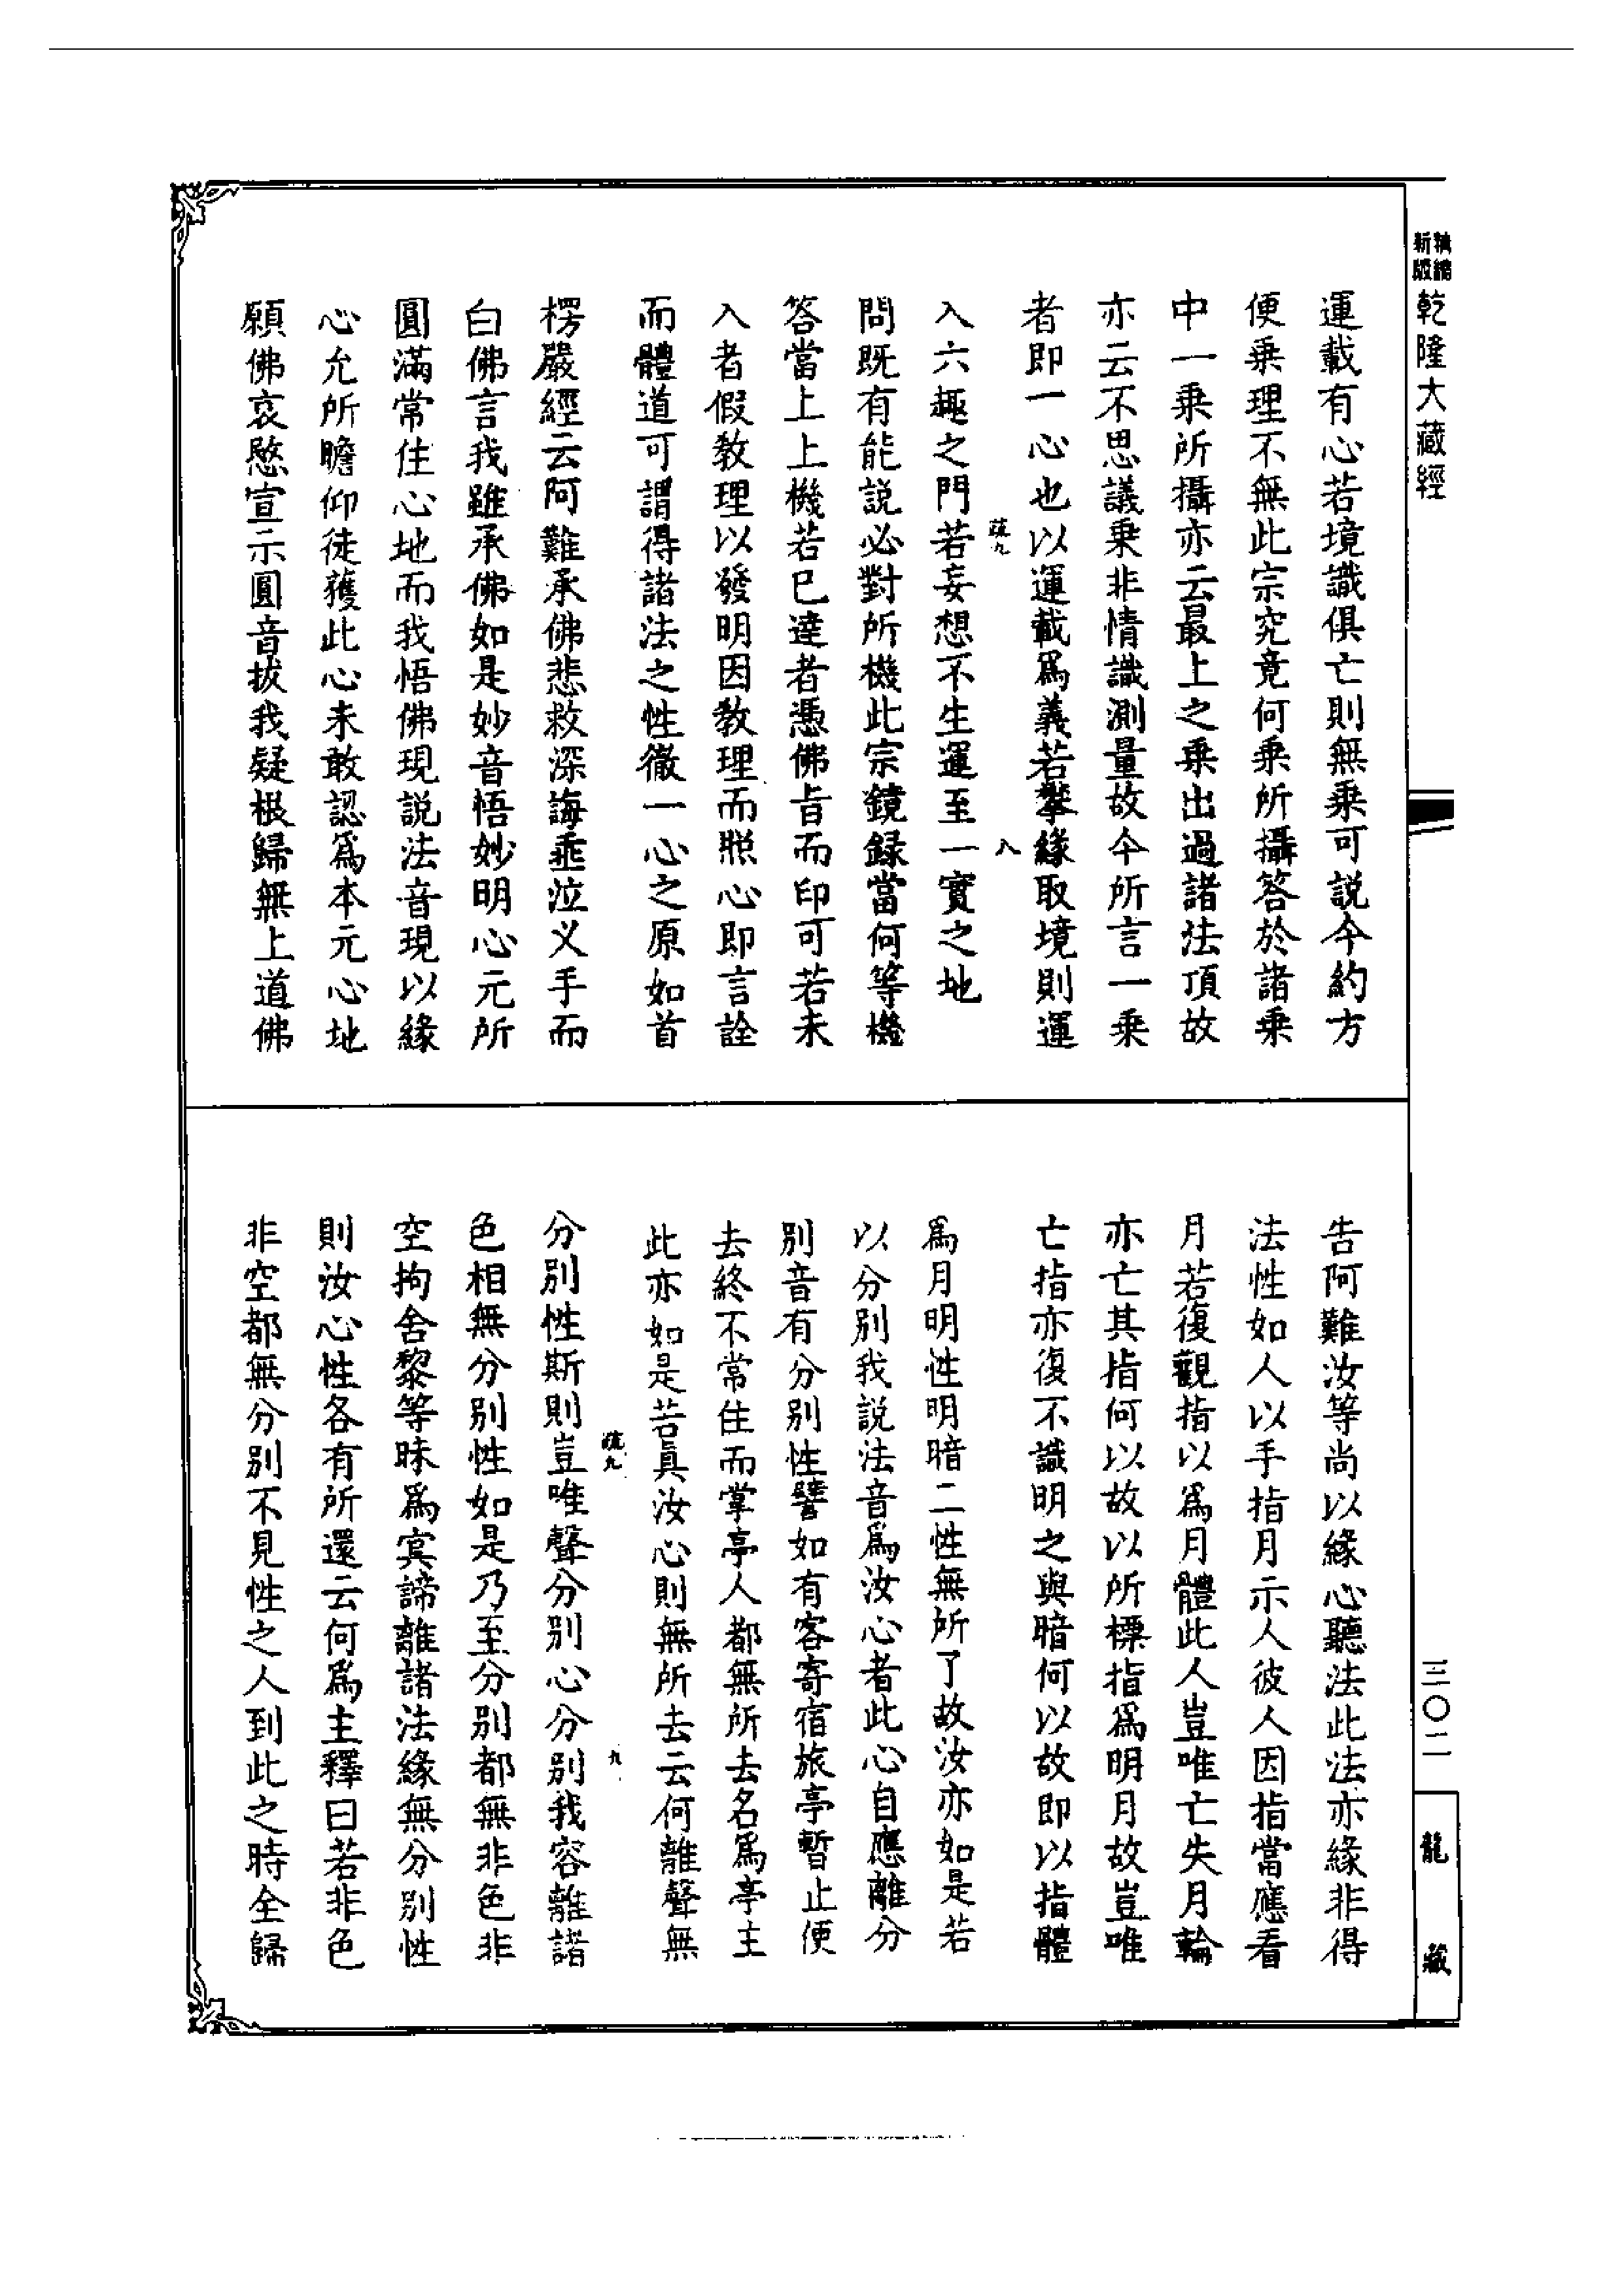 精縮新版乾隆大藏經
運載有心若境識俱亡則無乘可說今約方
便乘理不無此宗究竟何乘所攝答於諸乘
中一乘所攝亦云最上之乘出過諸法頂故
亦云不思議乘非情識測量故今所言一乘
者即一心也以運載爲義若攀緣取境則運
入六趣之門若妄想不生運至一實之地
問既有能說必對所機此宗鏡録當何等機
答當上上機若已達者憑佛旨而印可若未
入者假教理以發明因教理而照心即言詮
而體道可謂得諸法之性徹一心之原如首
楞嚴經云阿難承佛悲救深誨垂泣叉手而
白佛言我雖承佛如是妙音悟妙明心元所
圓滿常住心地而我悟佛現說法音現以緣
心允所瞻仰徒獲此心未敢認爲本元心地
願佛哀愍宣示圓音拔我疑根歸無上道佛
告阿難汝等尚以緣心聽法此法亦緣非得
法性如人以手指月示人彼人因指當應看
月若復觀指以爲月體此人豈唯亡失月輪
亦亡其指何以故以所標指爲明月故豈唯
亡指亦復不識明之與暗何以故即以指體
爲月明性明暗二性無所了故汝亦如是若
以分別我說法音爲汝心者此心自應離分
別音有分別性譬如有客寄宿旅亭暫止便
去終不常住而掌亭人都無所去名爲亭主
此亦如是若真汝心則無所去云何離聲無
分別性斯則豈唯聲分別心分別我容離諸
色相無分別性如是乃至分別都無非色非
空拘舍黎等昧爲冥諦離諸法緣無分別性
則汝心性各有所還云何爲主釋曰若非色
非空都無分別不見性之人到此之時全歸
三〇二
龍藏